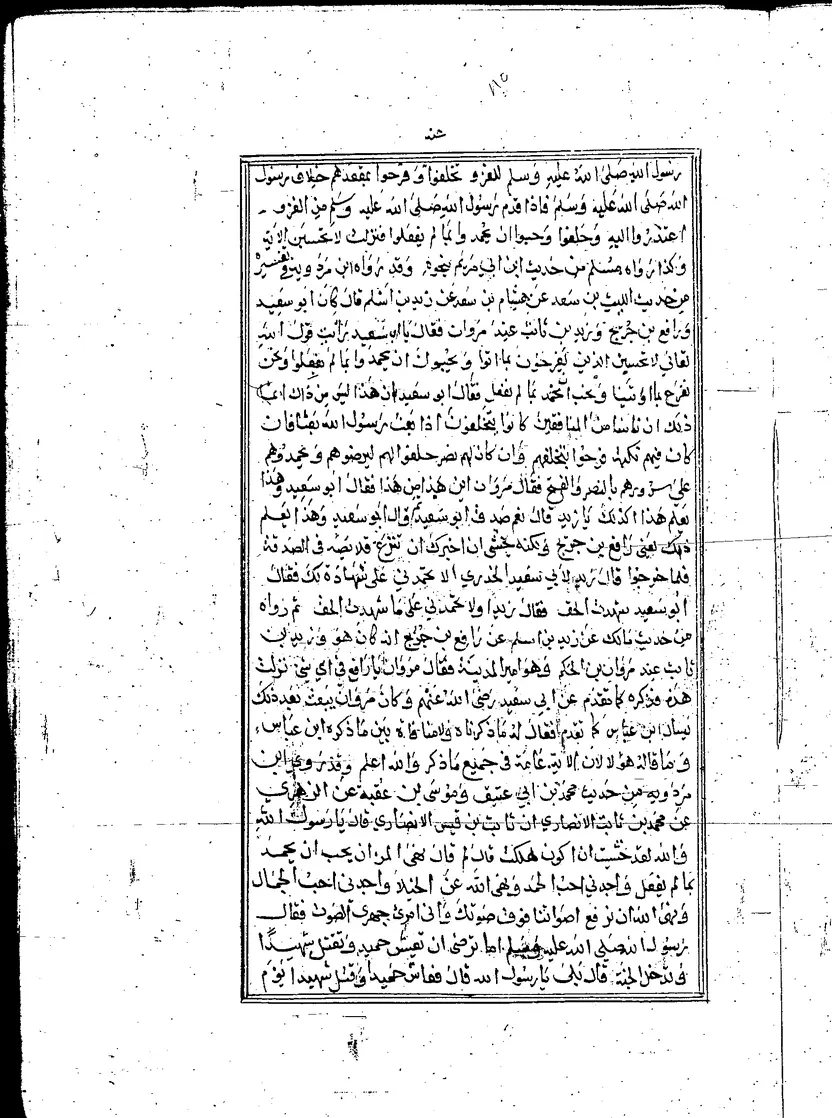 ١١٥
عند
رسول الله صلى الله عليه وسلم للغزو تخلفوا وفرحوا بمقعدهم خلاف رسول
الله صلى الله عليه وسلم فاذا قدم رسول الله صلى الله عليه وسلم من الغزو
اعتذروا اليه وحلفوا وحبوا ان يحمدوا بما لم يفعلوا فنزلت لا تحسبن الاية
وكذا رواه مسلم من حديث ابن ابي مريم بنحوه وقد رواه ابن مردويه في تفسيره
من حديث الليث بن سعد عن هشام بن سعد عن زيد بن اسلم قال كان ابو سعيد
ورافع بن خريج وزيد بن ثابت عند مروان فقال يا ابا سعيد رأيت قول الله
تعالى لا تحسبن الذين يفرحون بما اتوا ويحبون ان يحمدوا بما لم يفعلوا ونحن
نفرح بما اوتينا ونحب ان نحمد بما لم نفعل فقال ابو سعيد ان هذا ليس من ذاك انما
ذلك ان ناسا من المنافقين كانوا يتخلفون اذا بعث رسول الله بعثا فان
كان فيهم نكبة فرحوا بتخلفهم وان كان لهم نصر حلفوا لهم ليرضوهم ويحمدوهم
على سرورهم بالنصر والفتح فقال مروان اين هذا من هذا فقال ابو سعيد وهذا
يعلم هذا اكذلك يا زيد قال نعم صدق ابو سعيد قال ابو سعيد وهذا يعلم
ذلك يعني رافع بن خريج ولكنه يخشى ان اخبرك ان تنزع قلايصه في الصدقة
فلما خرجوا قال زيد لابي سعيد الخدري الا تحمدني على شهادة لك فقال
ابو سعيد شهدت الحق فقال زيد اولا تحمدني على ما شهدت الحق ثم رواه
من حديث مالك عن زيد بن اسلم عن رافع بن خريج انه كان هو وزيد بن
ثابت عند مروان بن الحكم وهو امير المدينة فقال مروان يا رافع في اي شئ نزلت
هذه فذكره كما تقدم عن ابي سعيد رضي الله عنهم وكان مروان يبعث بعد ذلك
يسال ابن عباس كما تقدم فقال له ما ذكرناه ولا منافاة بين ما ذكره ابن عباس
وما قاله هؤلا لان الاية عامة في جميع ما ذكر والله اعلم وقد روى ابن
مردويه من حديث محمد بن ابي عتيق وموسى بن عقبة عن الزهري
عن محمد بن ثابت الانصاري ان ثابت بن قيس الانصاري قال يا رسول الله
والله لقد خشيت ان اكون هلكت قال لم قال نهى المر ان يحب ان يحمد
بما لم يفعل واجدني احب الحمد ونهى الله عن الخيلا واجدني احب الجمال
ونهى الله ان نرفع اصواتنا فوق صوتك وانى امرئ جهرى الصوت فقال
رسول الله صلى الله عليه وسلم اما ترضى ان تعيش حميد وتقتل شهيدا
وتدخل الجنة قال بلى يا رسول الله قال فعاش حميدا وقتل شهيدا يوم